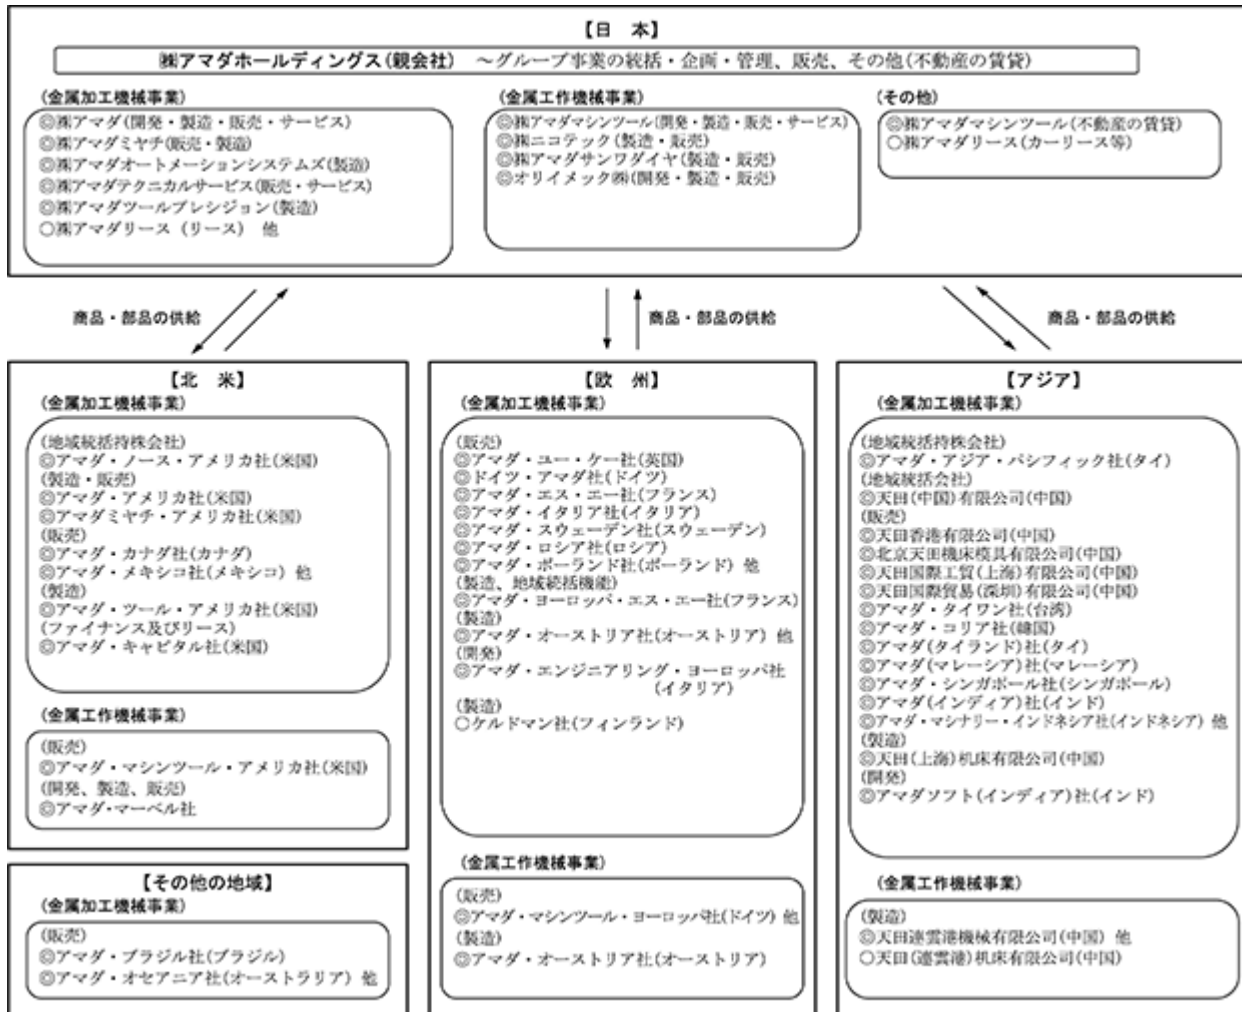 【日　本】
㈱アマダホールディングス(親会社)　～グループ事業の統括・企画・管理、販売、その他(不動産の賃貸)
(金属加工機械事業)
◎㈱アマダ(開発・製造・販売・サービス)
◎㈱アマダミヤチ(販売・製造)
◎㈱アマダオートメーションシステムズ(製造)
◎㈱アマダテクニカルサービス(販売・サービス)
◎㈱アマダツールプレシジョン(製造)
○㈱アマダリース（リース）　他
(金属工作機械事業)
◎㈱アマダマシンツール(開発・製造・販売・サービス)
◎㈱ニコテック(製造・販売)
◎㈱アマダサンワダイヤ(製造・販売)
◎オリイメック㈱(開発・製造・販売)
(その他)
◎㈱アマダマシンツール(不動産の賃貸)
○㈱アマダリース(カーリース等)
商品・部品の供給
商品・部品の供給
商品・部品の供給
【北　米】
(金属加工機械事業)
(地域統括持株会社)
◎アマダ・ノース・アメリカ社(米国)
(製造・販売)
◎アマダ・アメリカ社(米国)
◎アマダミヤチ・アメリカ社(米国)
(販売)
◎アマダ・カナダ社(カナダ)
◎アマダ・メキシコ社(メキシコ) 他
(製造)
◎アマダ・ツール・アメリカ社(米国)
(ファイナンス及びリース)
◎アマダ・キャピタル社(米国)
(金属工作機械事業)
(販売)
◎アマダ・マシンツール・アメリカ社(米国)
(開発、製造、販売)
◎アマダ・マーベル社
【その他の地域】
(金属加工機械事業)
(販売)
◎アマダ・ブラジル社(ブラジル)
◎アマダ・オセアニア社(オーストラリア) 他
【欧　州】
(金属加工機械事業)
(販売)
◎アマダ・ユー・ケー社(英国)
◎ドイツ・アマダ社(ドイツ)
◎アマダ・エス・エー社(フランス)
◎アマダ・イタリア社(イタリア)
◎アマダ・スウェーデン社(スウェーデン)
◎アマダ・ロシア社(ロシア)
◎アマダ・ポーランド社(ポーランド) 他
(製造、地域統括機能)
◎アマダ・ヨーロッパ・エス・エー社(フランス)
(製造)
◎アマダ・オーストリア社(オーストリア) 他
(開発)
◎アマダ・エンジニアリング・ヨーロッパ社
(イタリア)
(製造)
○ケルドマン社(フィンランド)
(金属工作機械事業)
(販売)
◎アマダ・マシンツール・ヨーロッパ社(ドイツ) 他
(製造)
◎アマダ・オーストリア社(オーストリア)
【アジア】
(金属加工機械事業)
(地域統括持株会社)
◎アマダ・アジア・パシフィック社(タイ)
(地域統括会社)
◎天田(中国)有限公司(中国)
(販売)
◎天田香港有限公司(中国)
◎北京天田機床模具有限公司(中国)
◎天田国際工貿(上海)有限公司(中国)
◎天田国際貿易(深圳)有限公司(中国)
◎アマダ・タイワン社(台湾)
◎アマダ・コリア社(韓国)
◎アマダ(タイランド)社(タイ)
◎アマダ(マレーシア)社(マレーシア)
◎アマダ・シンガポール社(シンガポール)
◎アマダ(インディア)社(インド)
◎アマダ・マシナリー・インドネシア社(インドネシア) 他
(製造)
◎天田(上海)机床有限公司(中国)
(開発)
◎アマダソフト(インディア)社(インド)
(金属工作機械事業)
(製造)
◎天田連雲港機械有限公司(中国) 他
○天田(連雲港)机床有限公司(中国)